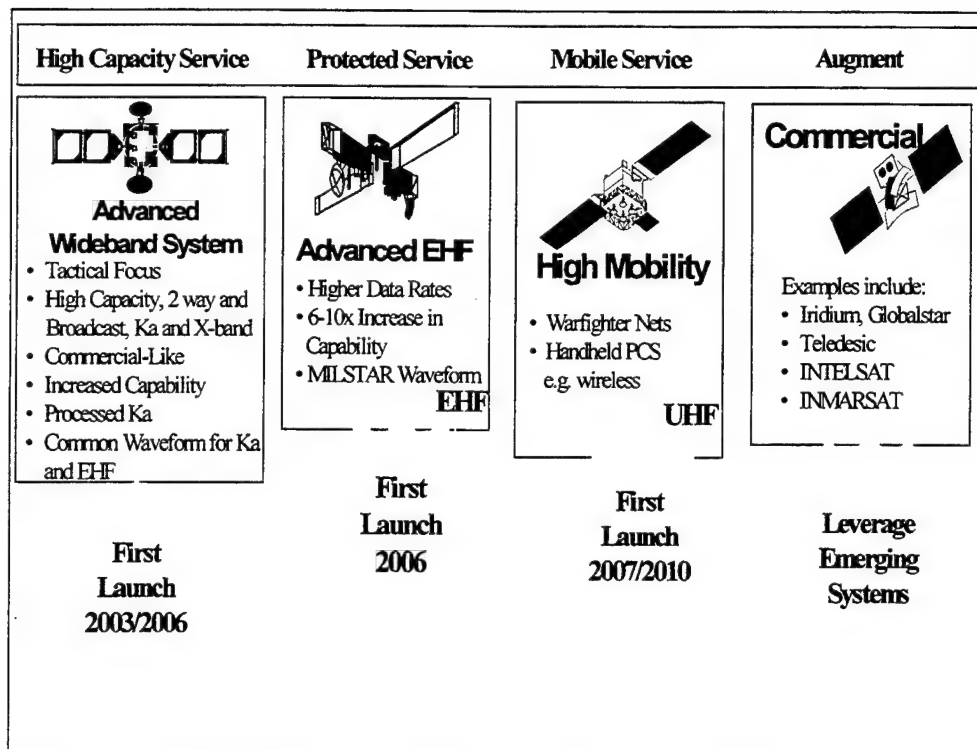 High Capacity Service
Protected Service
Mobile Service
Augment
Advanced
Wideband System
• Tactical Focus
• High Capacity, 2 way and
Broadcast, Ka and X-band
• Commercial-Like
• Increased Capability
• Processed Ka
• Common Waveform for Ka
and EHF
First
Launch
2003/2006
Advanced EHF
• Higher Data Rates
• 6-10x Increase in
Capability
• MILSTAR Waveform
EHF
First
Launch
2006
High Mobility
• Warfighter Nets
• Handheld PCS
e.g. wireless
UHF
First
Launch
2007/2010
Commercial
Examples include:
• Iridium, Globalstar
• Teledesic
• INTELSAT
• INMARSAT
Leverage
Emerging
Systems